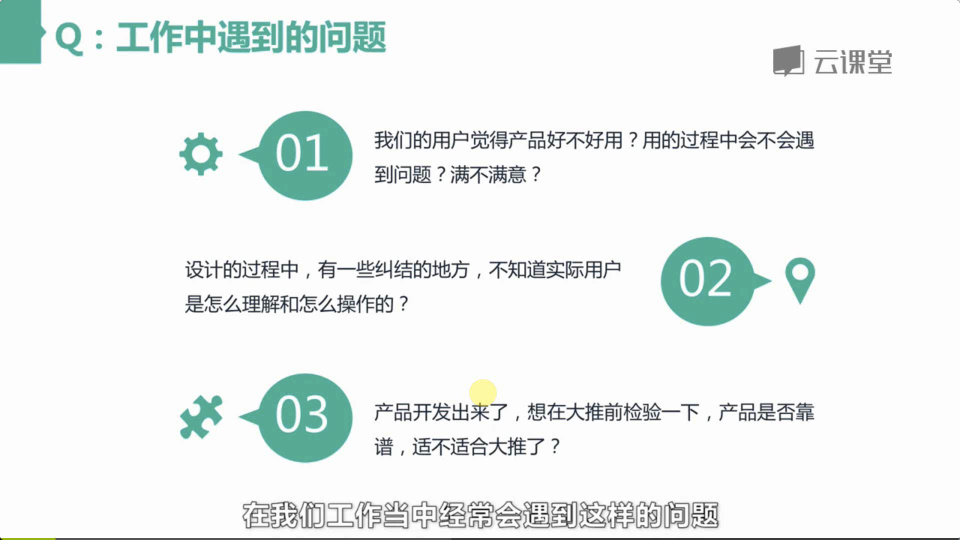 Q：工作中遇到的问题
云课堂
01
我们的用户觉得产品好不好用？用的过程中会不会遇
到问题？满不满意？
设计的过程中，有一些纠结的地方，不知道实际用户
是怎么理解和怎么操作的？
02
03
产品开发出来了，想在大推前检验一下，产品是否靠
谱，适不适合大推了？
在我们工作当中经常会遇到这样的问题